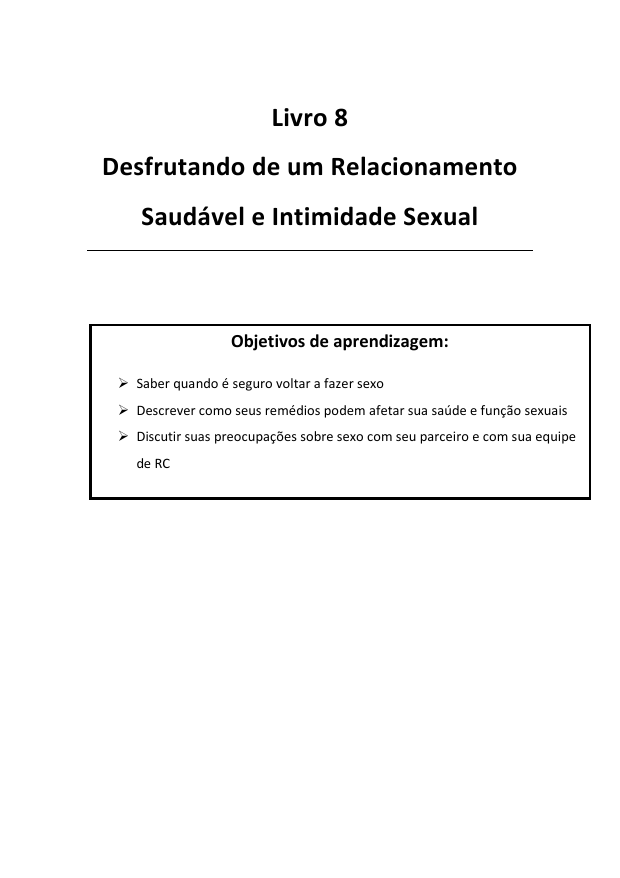 Livro 8
Desfrutando de um Relacionamento
Saudável e Intimidade Sexual
Objetivos de aprendizagem:
➢ Saber quando é seguro voltar a fazer sexo
➢ Descrever como seus remédios podem afetar sua saúde e função sexuais
➢ Discutir suas preocupações sobre sexo com seu parceiro e com sua equipe
de RC